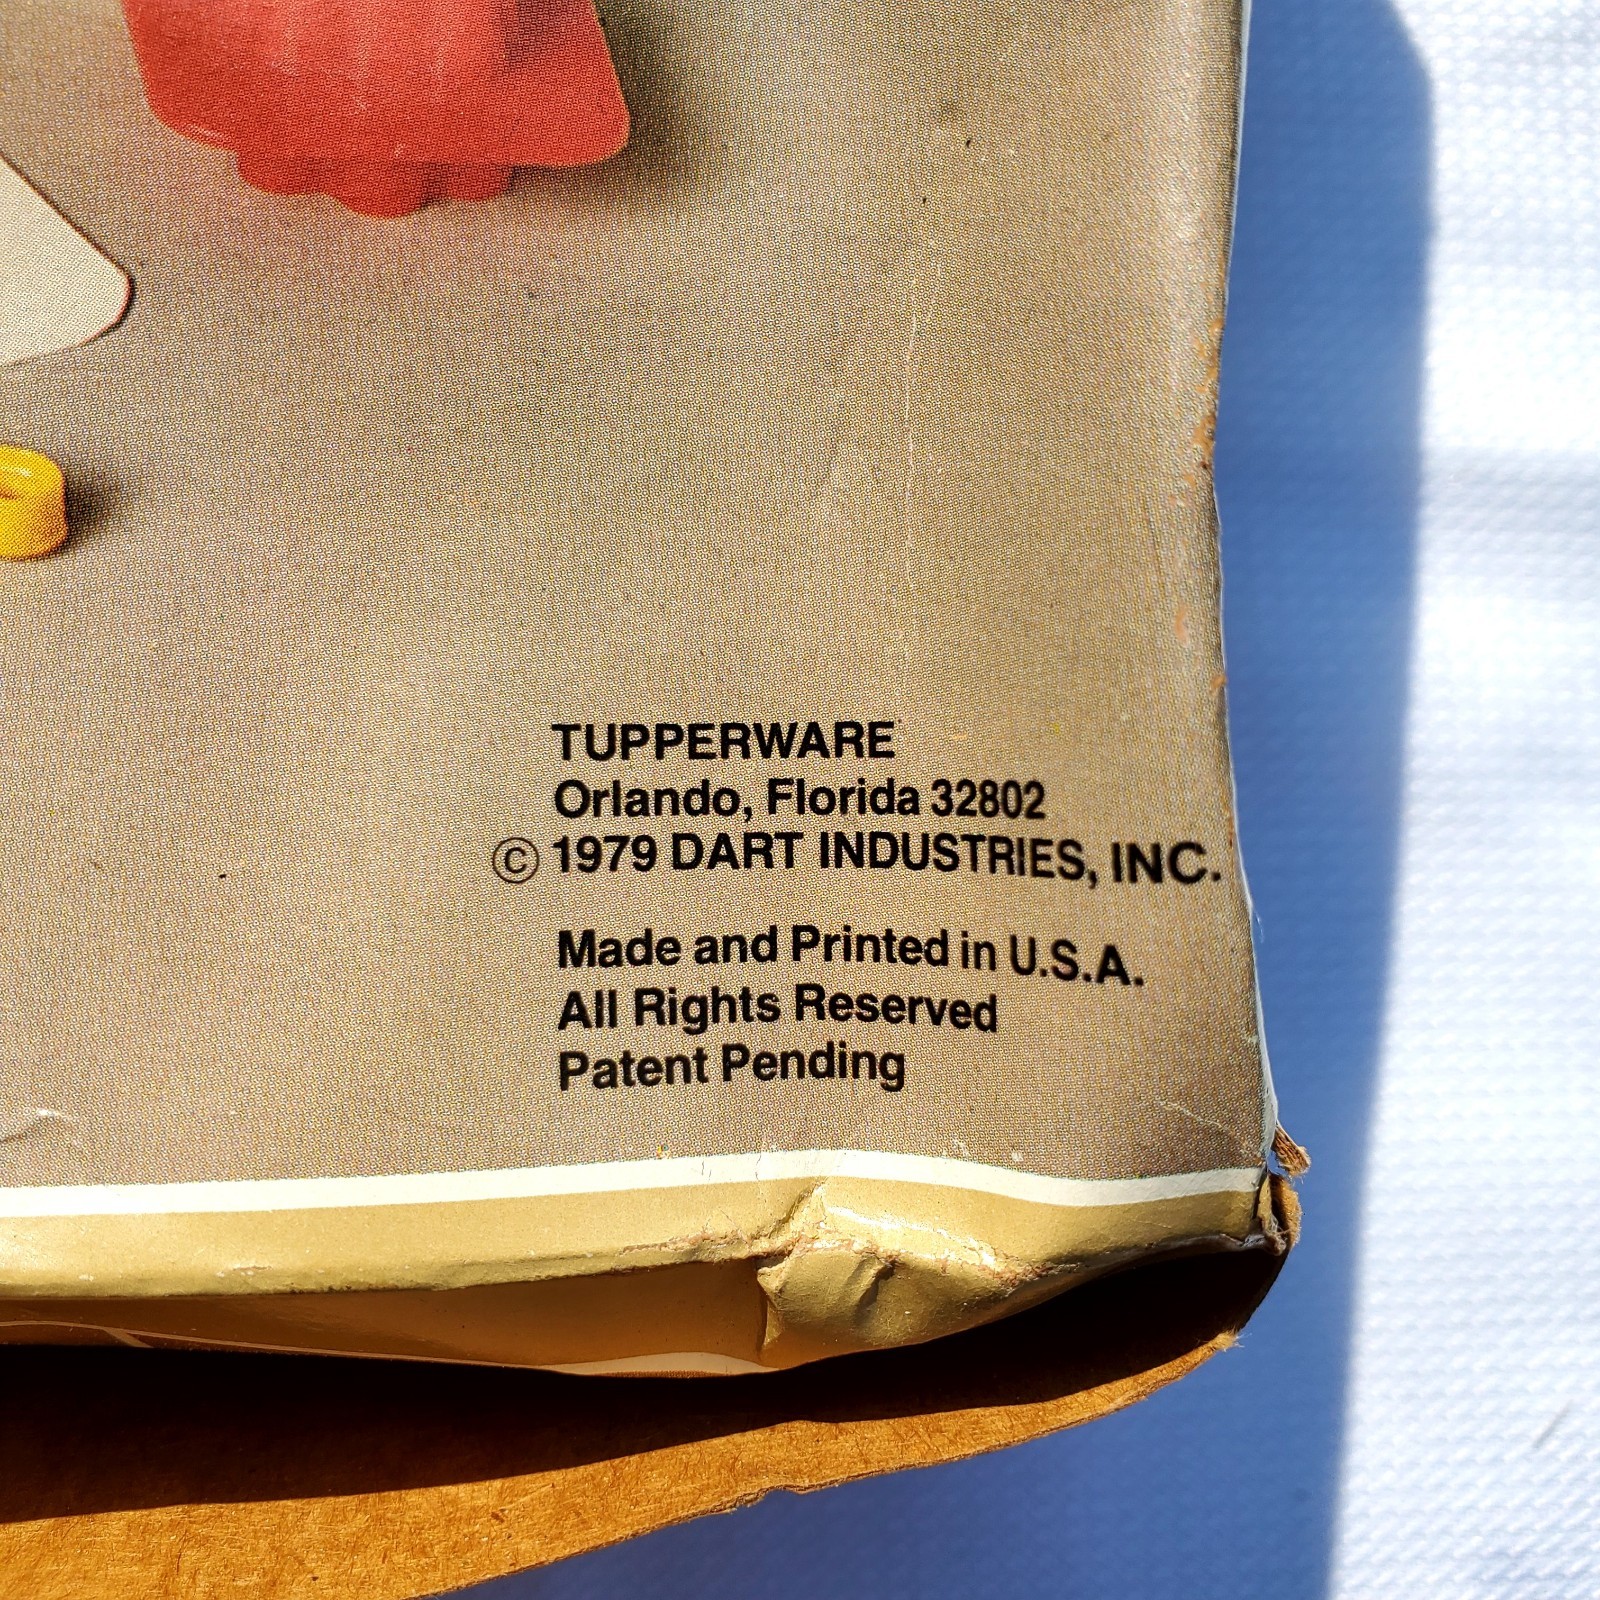 TUPPERWARE
Orlando, Florida 32802
© 1979 DART INDUSTRIES, INC.
Made and Printed in U.S.A.
All Rights Reserved
Patent Pending